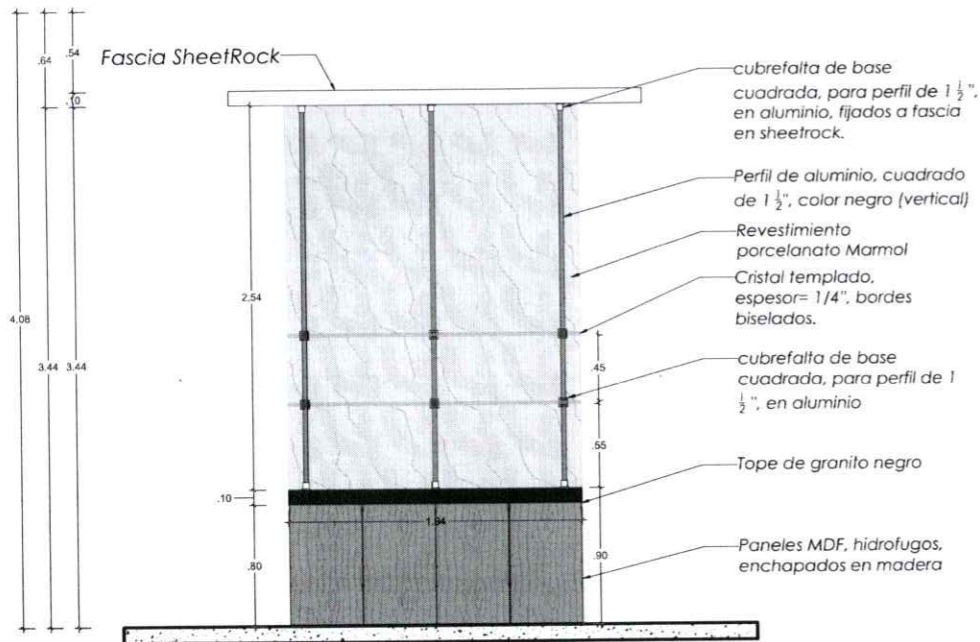 Fascia SheetRock
cubrefalta de base
cuadrada, para perfil de 1 1/2",
en aluminio, fijados a fascia
en sheetrock.
Perfil de aluminio, cuadrado
de 1 1/2", color negro (vertical)
Revestimiento
porcelanato Marmol
Cristal templado,
espesor= 1/4", bordes
biselados.
cubrefalta de base
cuadrada, para perfil de 1
1/2", en aluminio
Tope de granito negro
Paneles MDF, hidrofugos,
enchapados en madera
4.08
.64
3.44
.54
.10
3.44
2.54
.10
.80
1.94
.45
.55
.90